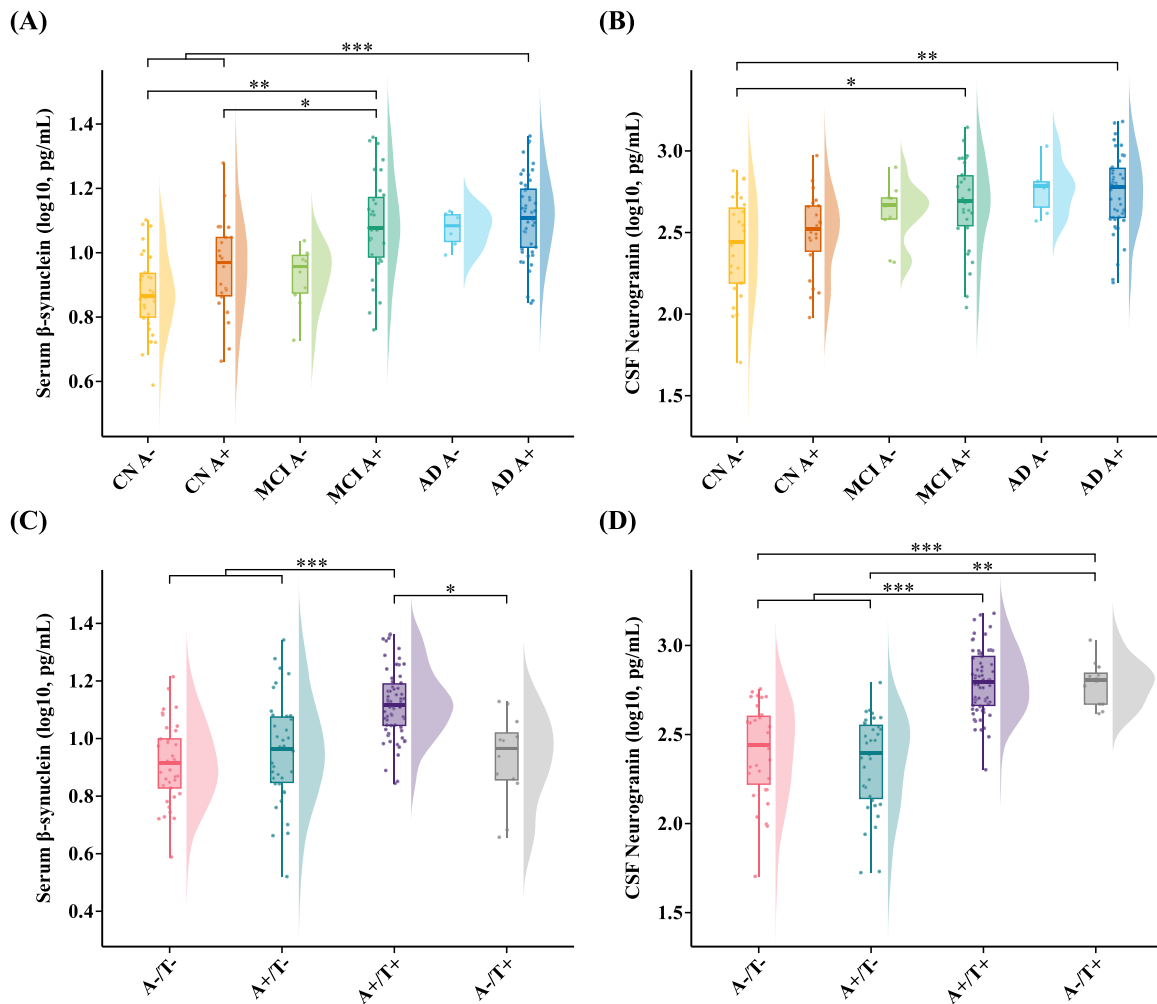 (A)
(B)
***
**
*
**
*
Serum β-synuclein (log10, pg/mL)
1.4
1.2
1.0
0.8
0.6
CN A-
CN A+
MCI A-
MCI A+
AD A-
AD A+
CSF Neurogranin (log10, pg/mL)
3.0
2.5
2.0
1.5
CN A-
CN A+
MCI A-
MCI A+
AD A-
AD A+
(C)
(D)
***
*
***
**
***
Serum β-synuclein (log10, pg/mL)
1.4
1.2
1.0
0.8
0.6
0.4
A-/T-
A+/T-
A+/T+
A-/T+
CSF Neurogranin (log10, pg/mL)
3.0
2.5
2.0
1.5
A-/T-
A+/T-
A+/T+
A-/T+